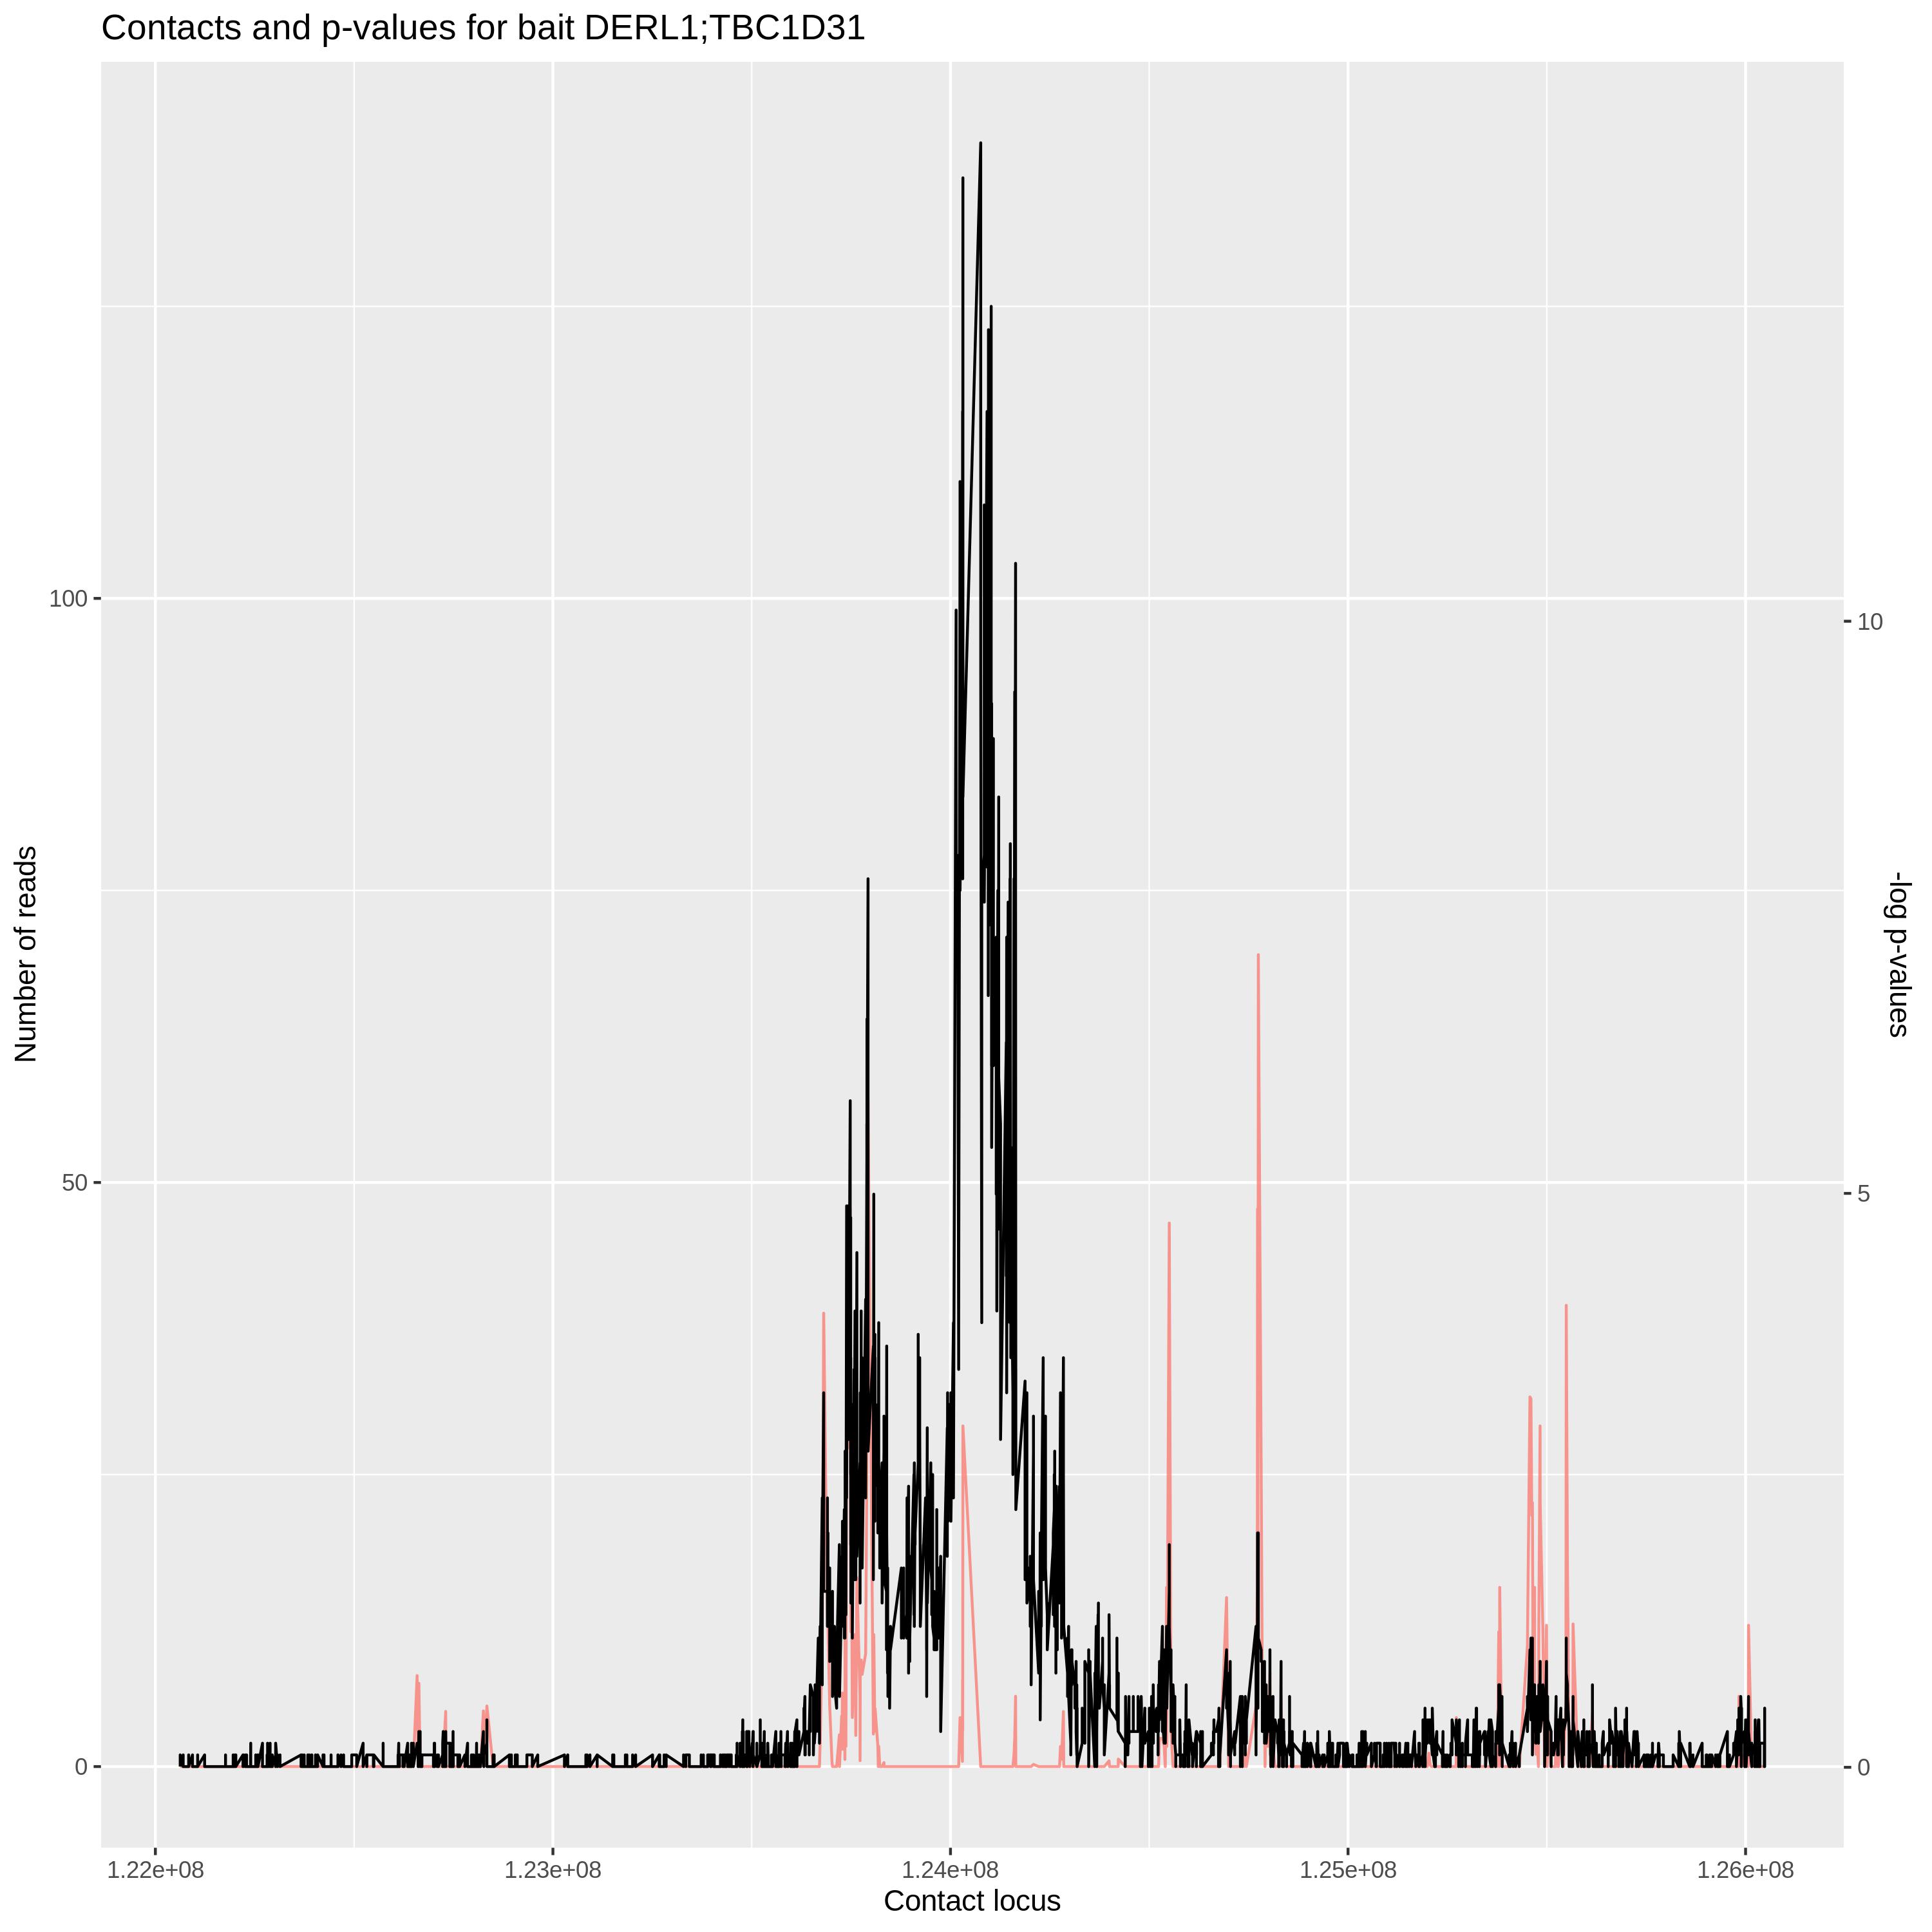 Contacts and p-values for bait DERL1;TBC1D31
Number of reads
100
50
0
10
5
0
-log p-values
1.22e+08
1.23e+08
1.24e+08
1.25e+08
1.26e+08
Contact locus